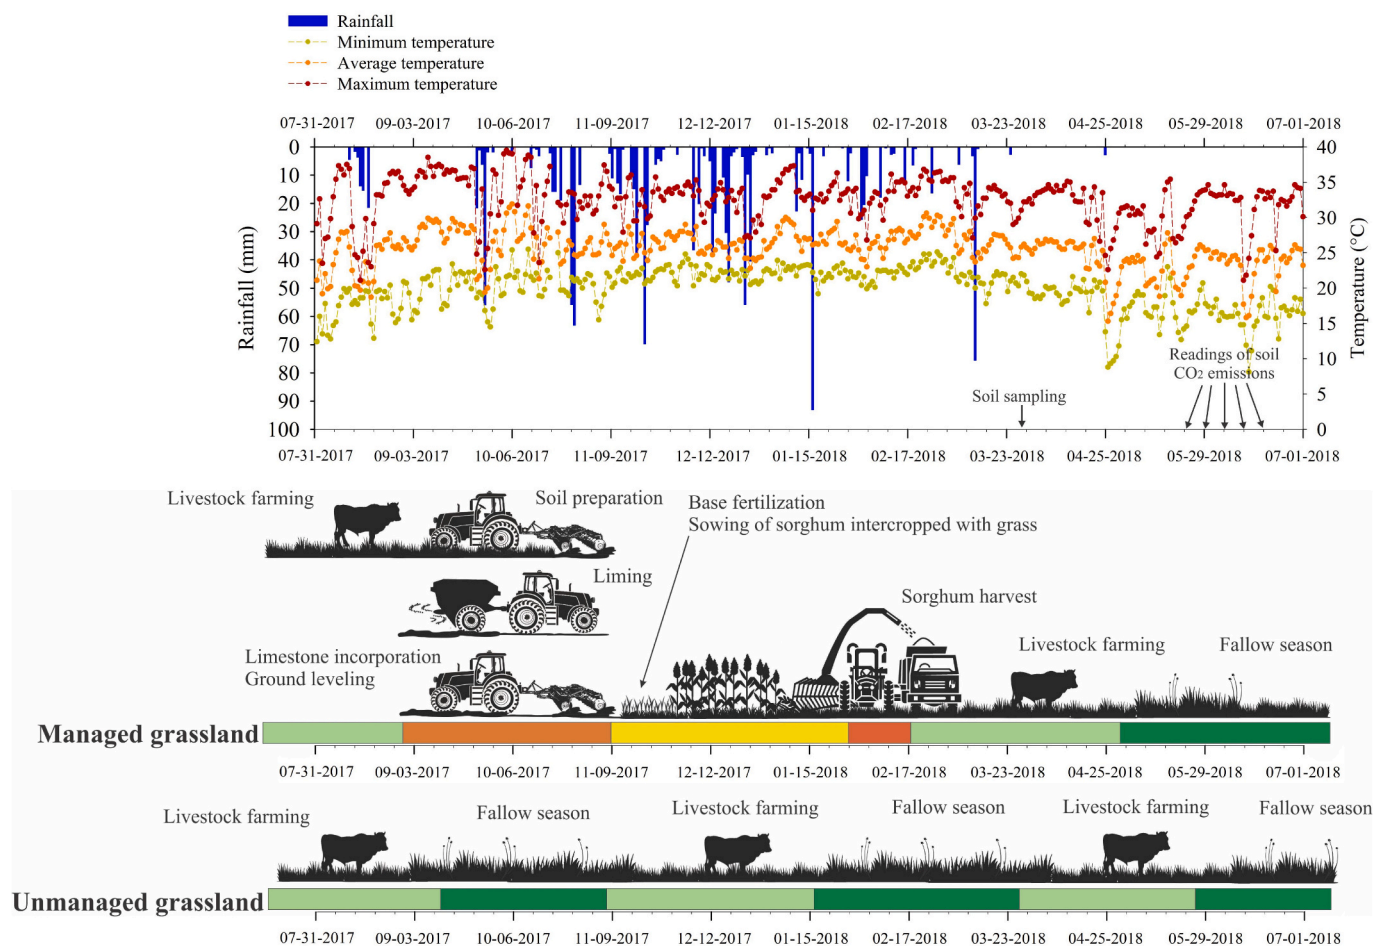 Rainfall
Minimum temperature
Average temperature
Maximum temperature
07-31-2017 09-03-2017 10-06-2017 11-09-2017 12-12-2017 01-15-2018 02-17-2018 03-23-2018 04-25-2018 05-29-2018 07-01-2018
Rainfall (mm)
0
10
20
30
40
50
60
70
80
90
100
Temperature (°C)
40
35
30
25
20
15
10
5
0
Readings of soil
CO2 emissions
Soil sampling
07-31-2017 09-03-2017 10-06-2017 11-09-2017 12-12-2017 01-15-2018 02-17-2018 03-23-2018 04-25-2018 05-29-2018 07-01-2018
Livestock farming
Soil preparation
Base fertilization
Sowing of sorghum intercropped with grass
Liming
Sorghum harvest
Limestone incorporation
Ground leveling
Livestock farming
Fallow season
Managed grassland
07-31-2017 09-03-2017 10-06-2017 11-09-2017 12-12-2017 01-15-2018 02-17-2018 03-23-2018 04-25-2018 05-29-2018 07-01-2018
Livestock farming
Fallow season
Livestock farming
Fallow season
Livestock farming
Fallow season
Unmanaged grassland
07-31-2017 09-03-2017 10-06-2017 11-09-2017 12-12-2017 01-15-2018 02-17-2018 03-23-2018 04-25-2018 05-29-2018 07-01-2018